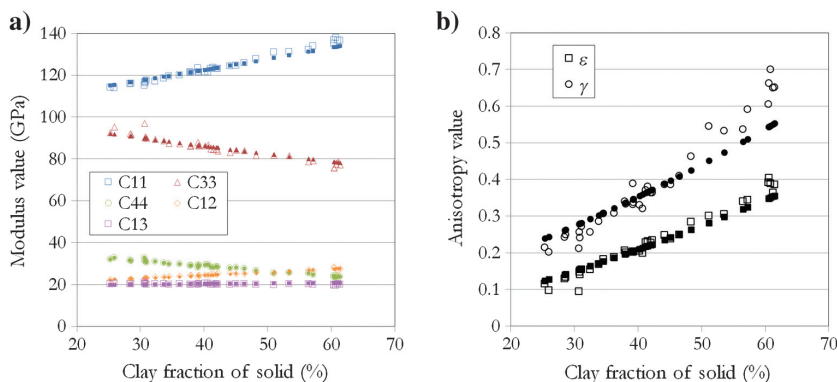 a)
140
120
100
80
60
40
20
0
Modulus value (GPa)
C11 C33
C44 C12
C13
20 30 40 50 60 70
Clay fraction of solid (%)
b)
0.8
0.7
0.6
0.5
0.4
0.3
0.2
0.1
0
Anisotropy value
ε
γ
20 30 40 50 60 70
Clay fraction of solid (%)